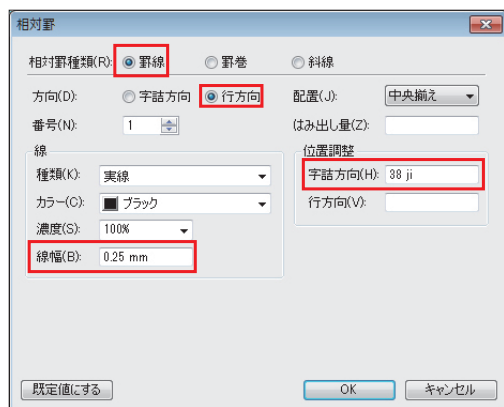 相対罫
相対罫種類(R): 罫線 罫巻 斜線
方向(D): 字詰方向 行方向 配置(J): 中央揃え
番号(N): 1 はみ出し量(Z):
線 位置調整
種類(K): 実線 字詰方向(H): 38 ji
カラー(C): ブラック 行方向(V):
濃度(S): 100%
線幅(B): 0.25 mm
既定値にする OK キャンセル